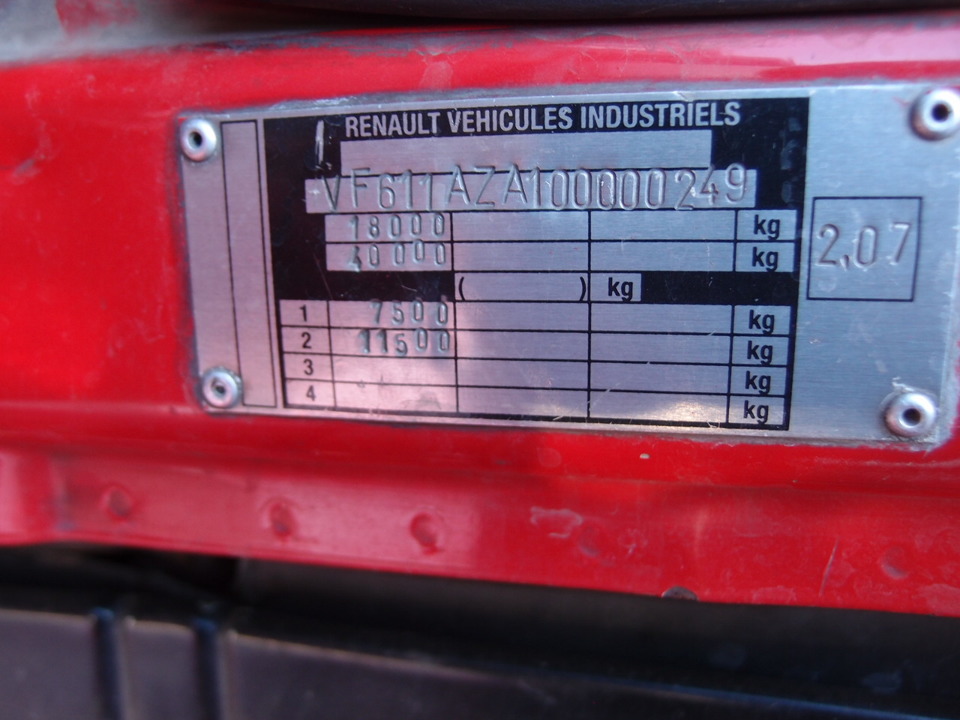 RENAULT VEHICULES INDUSTRIELS
VF611AZA100000249
18000 kg
40000 kg
2,07
( ) kg
1 7500 kg
2 11500 kg
3 kg
4 kg